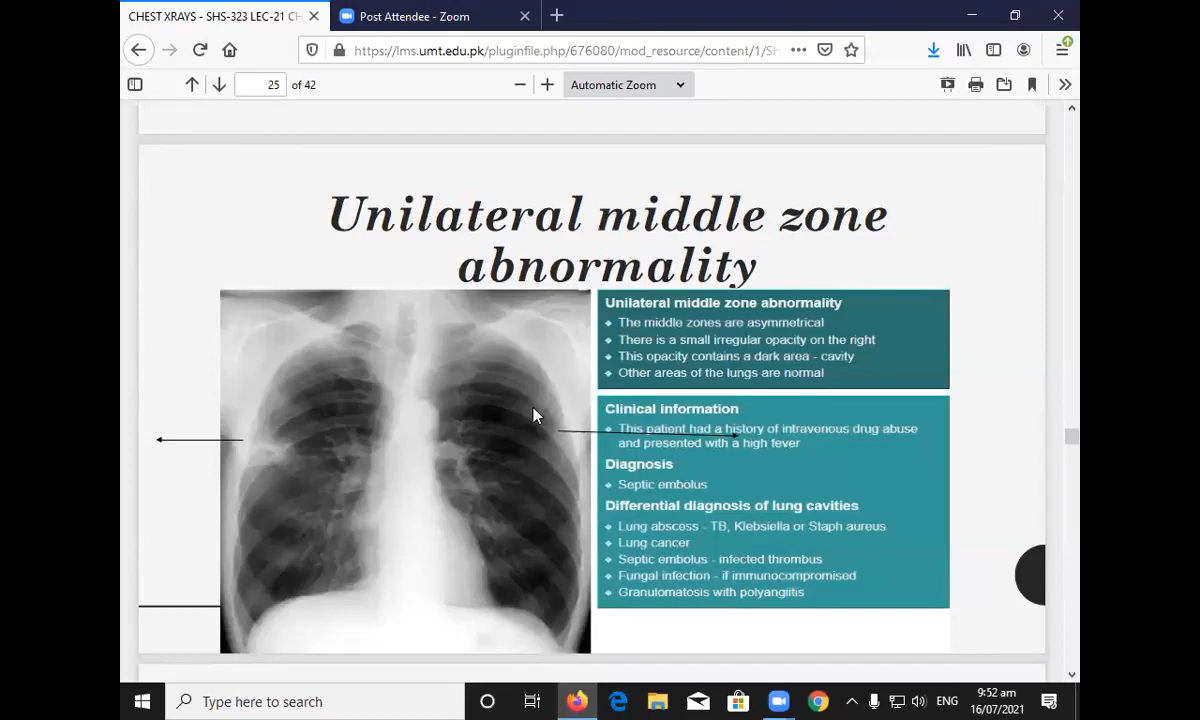 CHEST XRAYS - SHS-323 LEC-21 CH
Post Attendee - Zoom
https://lms.umt.edu.pk/pluginfile.php/676080/mod_resource/content/1/SH
25 of 42
Automatic Zoom
Unilateral middle zone
abnormality
Unilateral middle zone abnormality
The middle zones are asymmetrical
There is a small irregular opacity on the right
This opacity contains a dark area - cavity
Other areas of the lungs are normal
Clinical information
This patient had a history of intravenous drug abuse
and presented with a high fever
Diagnosis
Septic embolus
Differential diagnosis of lung cavities
Lung abscess - TB, Klebsiella or Staph aureus
Lung cancer
Septic embolus - infected thrombus
Fungal infection - if immunocompromised
Granulomatosis with polyangiitis
Type here to search
ENG
9:52 am
16/07/2021